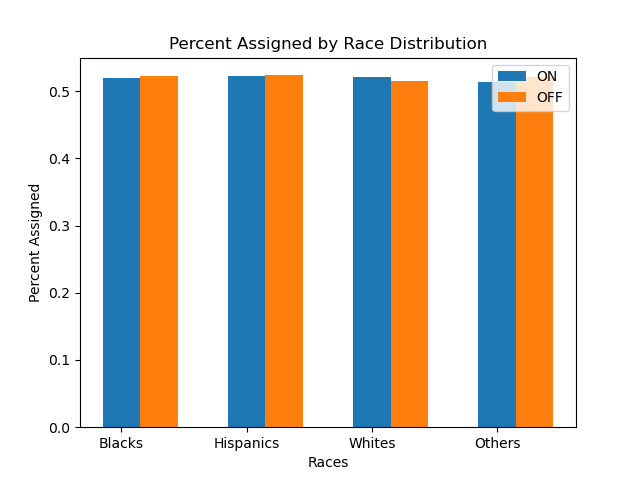 Percent Assigned by Race Distribution
ON
OFF
0.5
0.4
0.3
0.2
0.1
0.0
Percent Assigned
Blacks
Hispanics
Whites
Others
Races